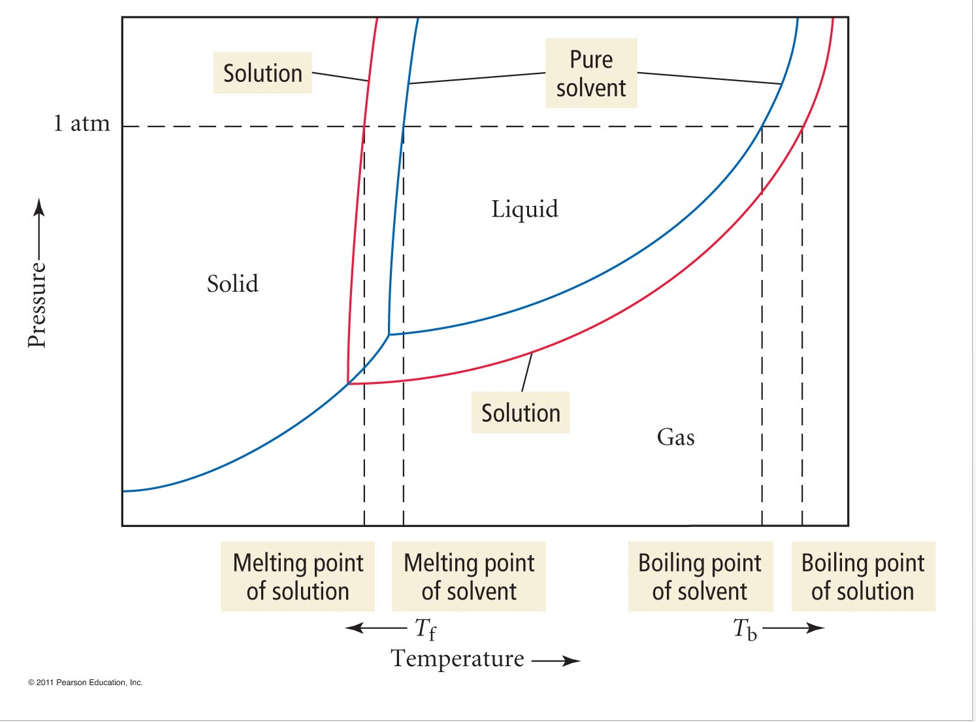 Solution
Pure
solvent
1 atm
Liquid
Solid
Pressure
Solution
Gas
Melting point
of solution
Melting point
of solvent
Boiling point
of solvent
Boiling point
of solution
Tf
Tb
Temperature
© 2011 Pearson Education, Inc.